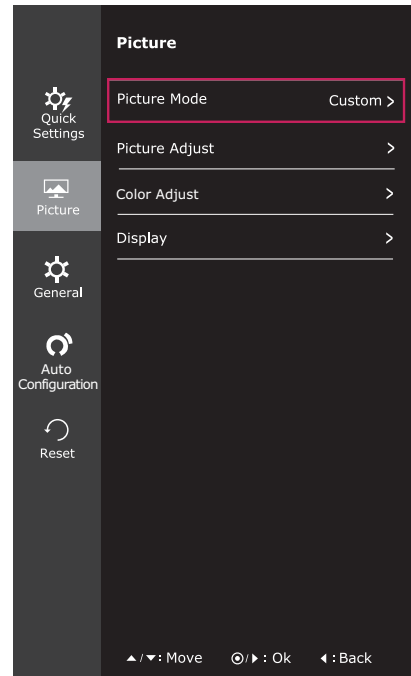 Picture
Quick
Settings
Picture
General
Auto
Configuration
Reset
Picture Mode Custom >
Picture Adjust >
Color Adjust >
Display >
▲/▼: Move ⦿/▶: Ok ◀: Back